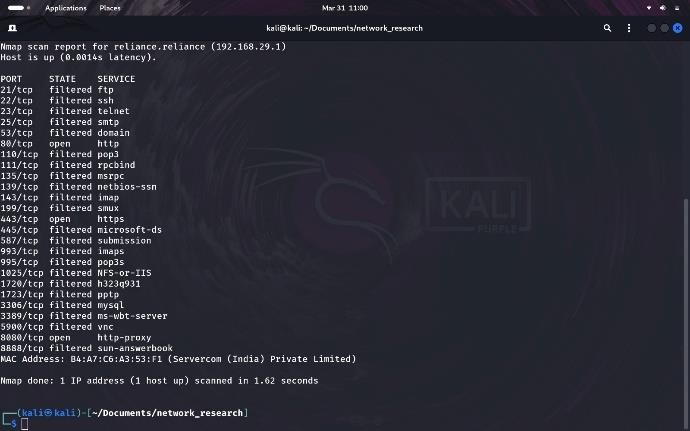 Applications Places Mar 31 11:00
kali@kali: ~/Documents/network_research
Nmap scan report for reliance.reliance (192.168.29.1)
Host is up (0.0014s latency).
PORT STATE SERVICE
21/tcp filtered ftp
22/tcp filtered ssh
23/tcp filtered telnet
25/tcp filtered smtp
53/tcp filtered domain
80/tcp open http
110/tcp filtered pop3
111/tcp filtered rpcbind
135/tcp filtered msrpc
139/tcp filtered netbios-ssn
143/tcp filtered imap
199/tcp filtered smux
443/tcp open https
445/tcp filtered microsoft-ds
587/tcp filtered submission
993/tcp filtered imaps
995/tcp filtered pop3s
1025/tcp filtered NFS-or-IIS
1720/tcp filtered h323q931
1723/tcp filtered pptp
3306/tcp filtered mysql
3389/tcp filtered ms-wbt-server
5900/tcp filtered vnc
8080/tcp open http-proxy
8888/tcp filtered sun-answerbook
MAC Address: B4:A7:C6:A3:53:F1 (Servercom (India) Private Limited)
Nmap done: 1 IP address (1 host up) scanned in 1.62 seconds
(kali㉿kali)-[~/Documents/network_research]
$
KALI
PURPLE